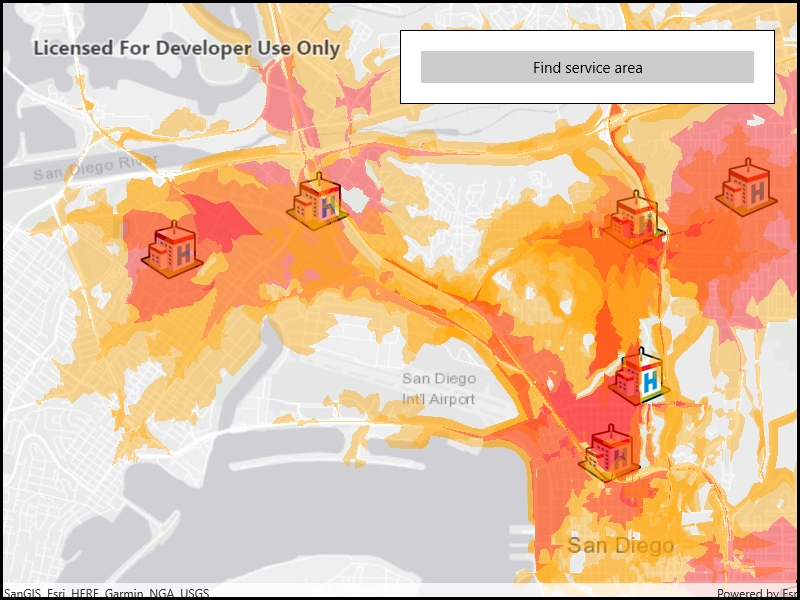 Licensed For Developer Use Only
Find service area
San Diego River
H
H
H
H
H
H
San Diego
Int'l Airport
San Diego
SanGIS, Esri, HERE, Garmin, NGA, USGS
Powered by Esri